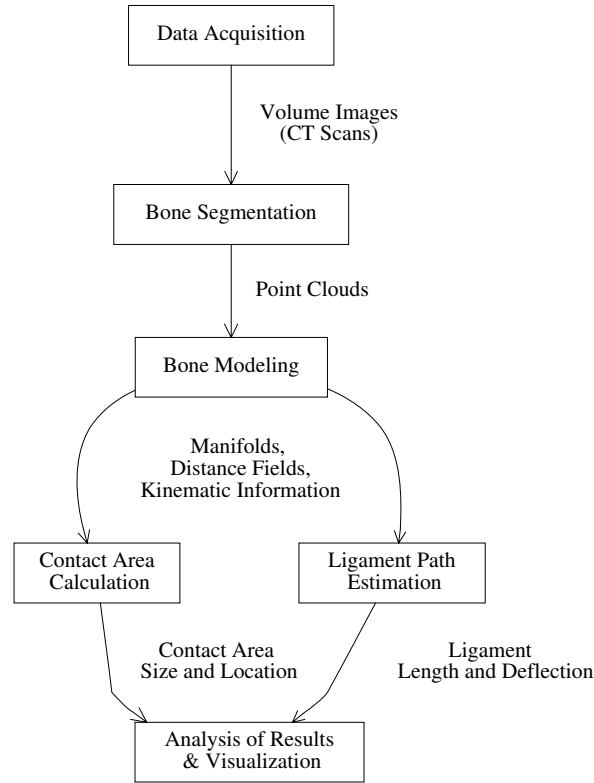 Data Acquisition
Volume Images
(CT Scans)
Bone Segmentation
Point Clouds
Bone Modeling
Manifolds,
Distance Fields,
Kinematic Information
Contact Area
Calculation
Ligament Path
Estimation
Contact Area
Size and Location
Ligament
Length and Deflection
Analysis of Results
& Visualization